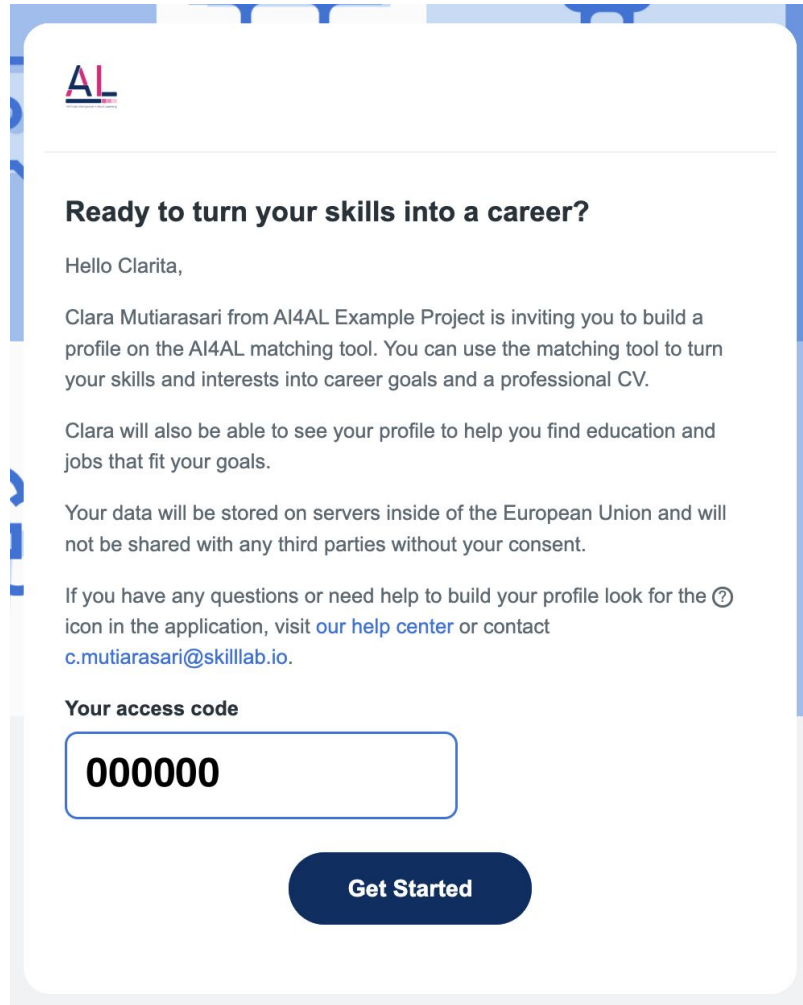 AL
Ready to turn your skills into a career?
Hello Clarita,
Clara Mutiarasari from AI4AL Example Project is inviting you to build a
profile on the AI4AL matching tool. You can use the matching tool to turn
your skills and interests into career goals and a professional CV.
Clara will also be able to see your profile to help you find education and
jobs that fit your goals.
Your data will be stored on servers inside of the European Union and will
not be shared with any third parties without your consent.
If you have any questions or need help to build your profile look for the ?
icon in the application, visit our help center or contact
c.mutiarasari@skilllab.io.
Your access code
000000
Get Started